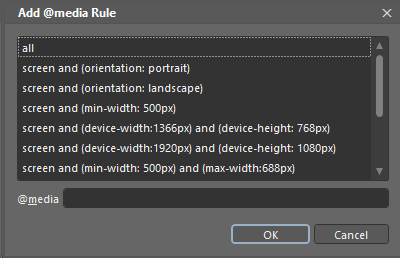 Add @media Rule
all
screen and (orientation: portrait)
screen and (orientation: landscape)
screen and (min-width: 500px)
screen and (device-width:1366px) and (device-height: 768px)
screen and (device-width:1920px) and (device-height: 1080px)
screen and (min-width: 500px) and (max-width:688px)
@media
OK Cancel